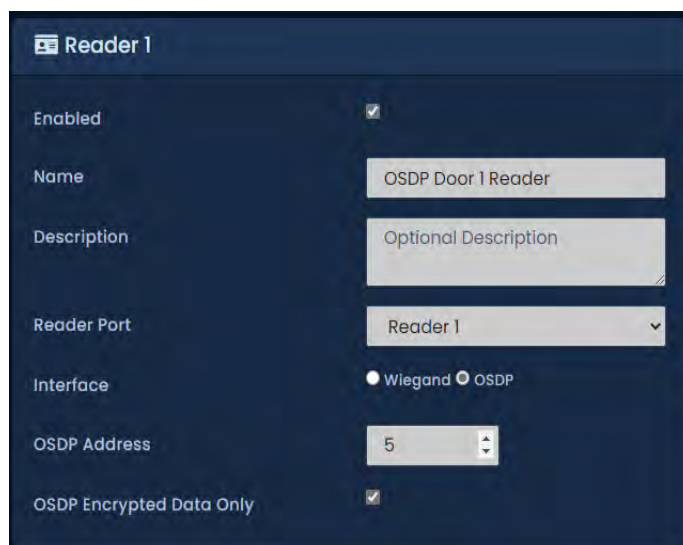 Reader 1
Enabled
Name OSDP Door 1 Reader
Description Optional Description
Reader Port Reader 1
Interface Wiegand OSDP
OSDP Address 5
OSDP Encrypted Data Only